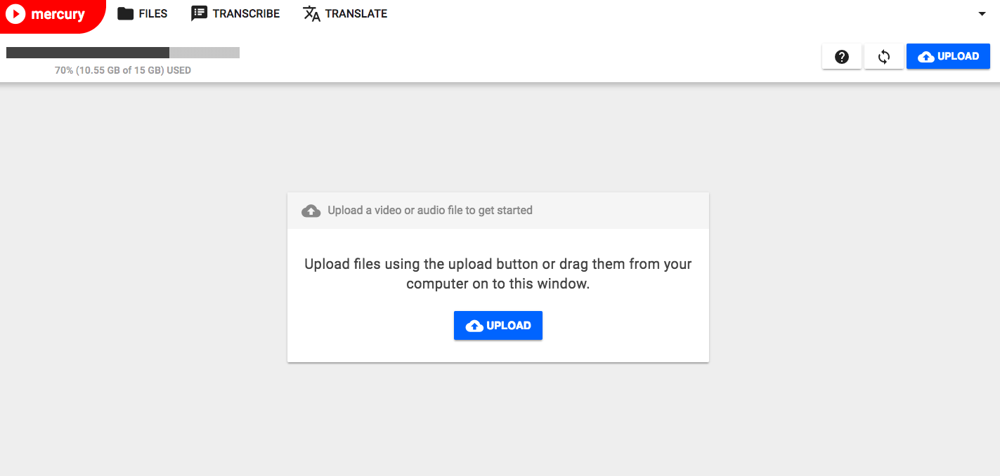 mercury
FILES
TRANSCRIBE
TRANSLATE
70% (10.55 GB of 15 GB) USED
UPLOAD
Upload a video or audio file to get started
Upload files using the upload button or drag them from your
computer on to this window.
UPLOAD